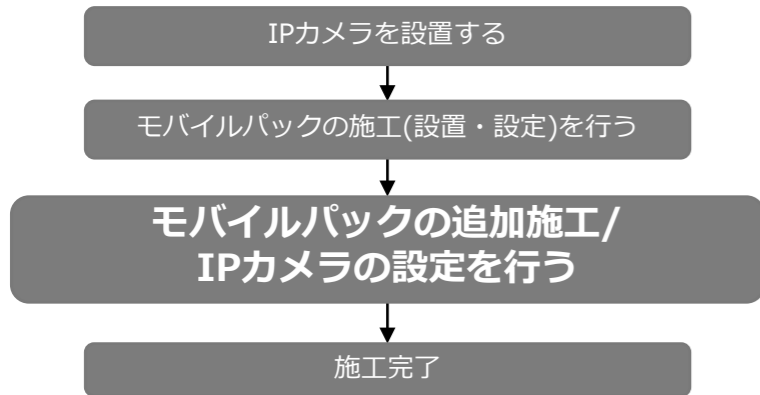 IPカメラを設置する
モバイルパックの施工(設置・設定)を行う
モバイルパックの追加施工/
IPカメラの設定を行う
施工完了